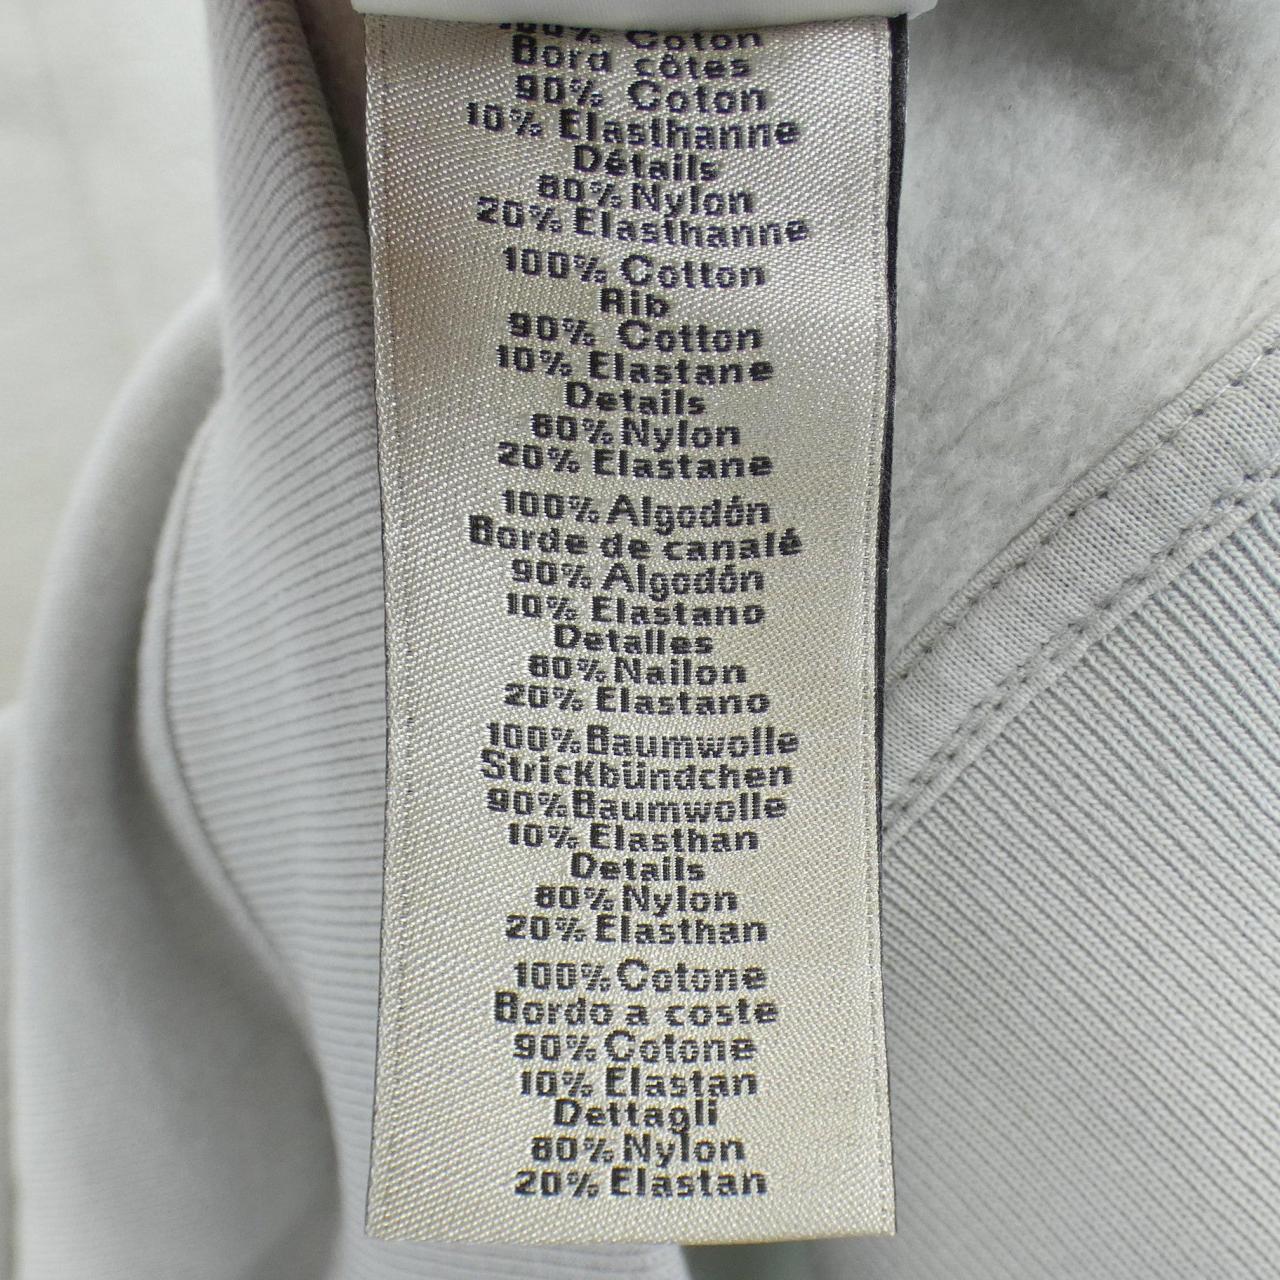 100% Coton
Bord côtes
90% Coton
10% Elasthanne
Détails
80% Nylon
20% Elasthanne
100% Cotton
Rib
90% Cotton
10% Elastane
Details
80% Nylon
20% Elastane
100% Algodón
Borde de canalé
90% Algodón
10% Elastano
Detalles
80% Nailon
20% Elastano
100% Baumwolle
Strickbündchen
90% Baumwolle
10% Elasthan
Details
80% Nylon
20% Elasthan
100% Cotone
Bordo a coste
90% Cotone
10% Elastan
Dettagli
80% Nylon
20% Elastan